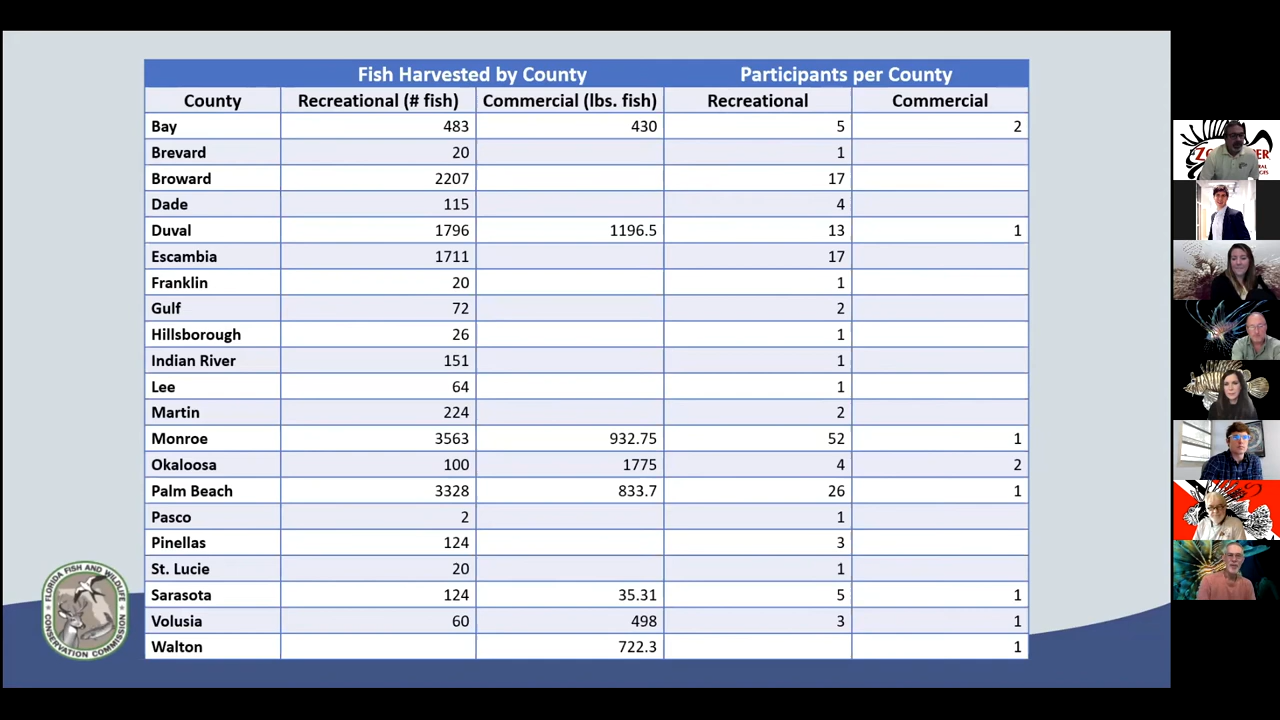 Fish Harvested by County Participants per County
County Recreational (# fish) Commercial (lbs. fish) Recreational Commercial
Bay 483 430 5 2
Brevard 20 1
Broward 2207 17
Dade 115 4
Duval 1796 1196.5 13 1
Escambia 1711 17
Franklin 20 1
Gulf 72 2
Hillsborough 26 1
Indian River 151 1
Lee 64 1
Martin 224 2
Monroe 3563 932.75 52 1
Okaloosa 100 1775 4 2
Palm Beach 3328 833.7 26 1
Pasco 2 1
Pinellas 124 3
St. Lucie 20 1
Sarasota 124 35.31 5 1
Volusia 60 498 3 1
Walton 722.3 1
FLORIDA FISH AND WILDLIFE
CONSERVATION COMMISSION